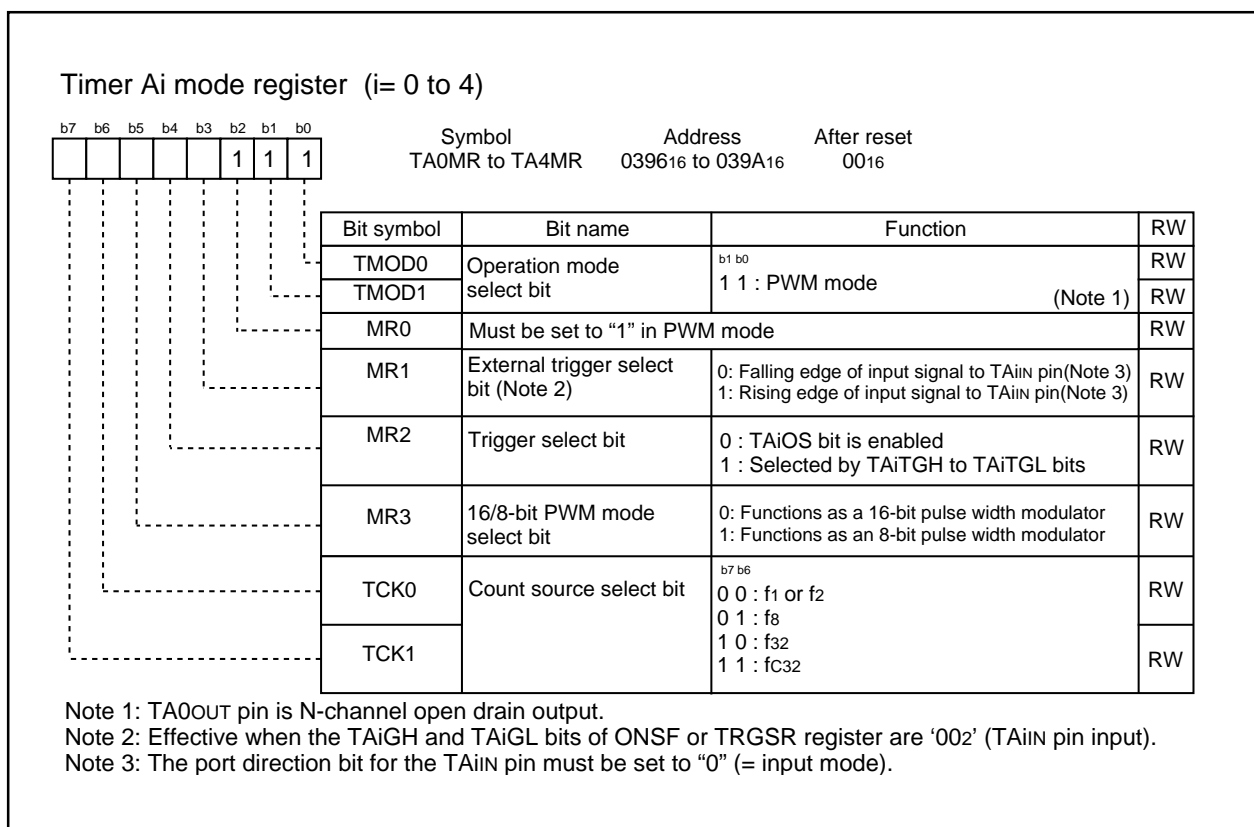 Timer Ai mode register (i= 0 to 4)
b7 b6 b5 b4 b3 b2 b1 b0
1 1 1
Symbol Address After reset
TA0MR to TA4MR 039616 to 039A16 0016
Bit symbol Bit name Function RW
TMOD0 Operation mode select bit b1 b0 RW
TMOD1 1 1 : PWM mode (Note 1) RW
MR0 Must be set to “1” in PWM mode RW
MR1 External trigger select bit (Note 2) RW
0: Falling edge of input signal to TAiIN pin(Note 3)
1: Rising edge of input signal to TAiIN pin(Note 3)
MR2 Trigger select bit RW
0 : TAiOS bit is enabled
1 : Selected by TAiTGH to TAiTGL bits
MR3 16/8-bit PWM mode select bit RW
0: Functions as a 16-bit pulse width modulator
1: Functions as an 8-bit pulse width modulator
TCK0 Count source select bit RW
b7 b6
0 0 : f1 or f2
0 1 : f8
TCK1 RW
1 0 : f32
1 1 : fC32
Note 1: TA0OUT pin is N-channel open drain output.
Note 2: Effective when the TAiGH and TAiGL bits of ONSF or TRGSR register are ‘002’ (TAiIN pin input).
Note 3: The port direction bit for the TAiIN pin must be set to “0” (= input mode).